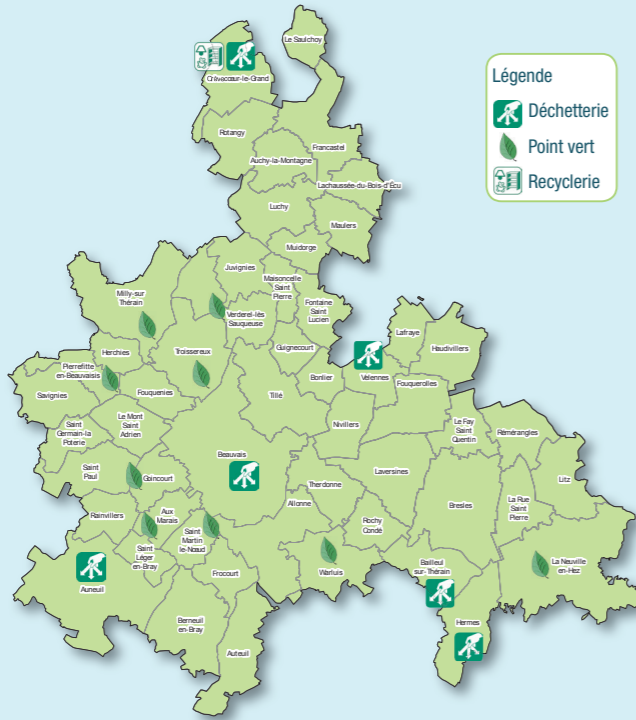 Le Saulchoy
Crèvecœur-le-Grand
Légende
Déchetterie
Point vert
Recyclerie
Rotangy
Francastel
Auchy-la-Montagne
Lachaussée-du-Bois-d'Écu
Luchy
Maulers
Muidorge
Juvignies
Maisoncelle
Saint
Pierre
Milly-sur
Thérain
Fontaine
Saint
Lucien
Verderel-lès
Sauqueuse
Lafraye
Haudivillers
Herchies
Troissereux
Guignecourt
Pierrefitte
en-Beauvaisis
Bonlier
Velennes
Fouquerolles
Savignies
Fouquenies
Tillé
Le Mont
Saint
Adrien
Nivillers
Le Fay
Saint
Quentin
Rémérangles
Saint
Germain-la
Poterie
Beauvais
Saint
Paul
Goincourt
Laversines
Litz
Therdonne
Allonne
Bresles
La Rue
Saint
Pierre
Rainvillers
Aux
Marais
Saint
Martin
le-Nœud
Rochy
Condé
Saint
Léger
en-Bray
Bailleul
sur-Thérain
La Neuville
en-Hez
Warluis
Frocourt
Auneuil
Berneuil
en-Bray
Hermes
Auteuil